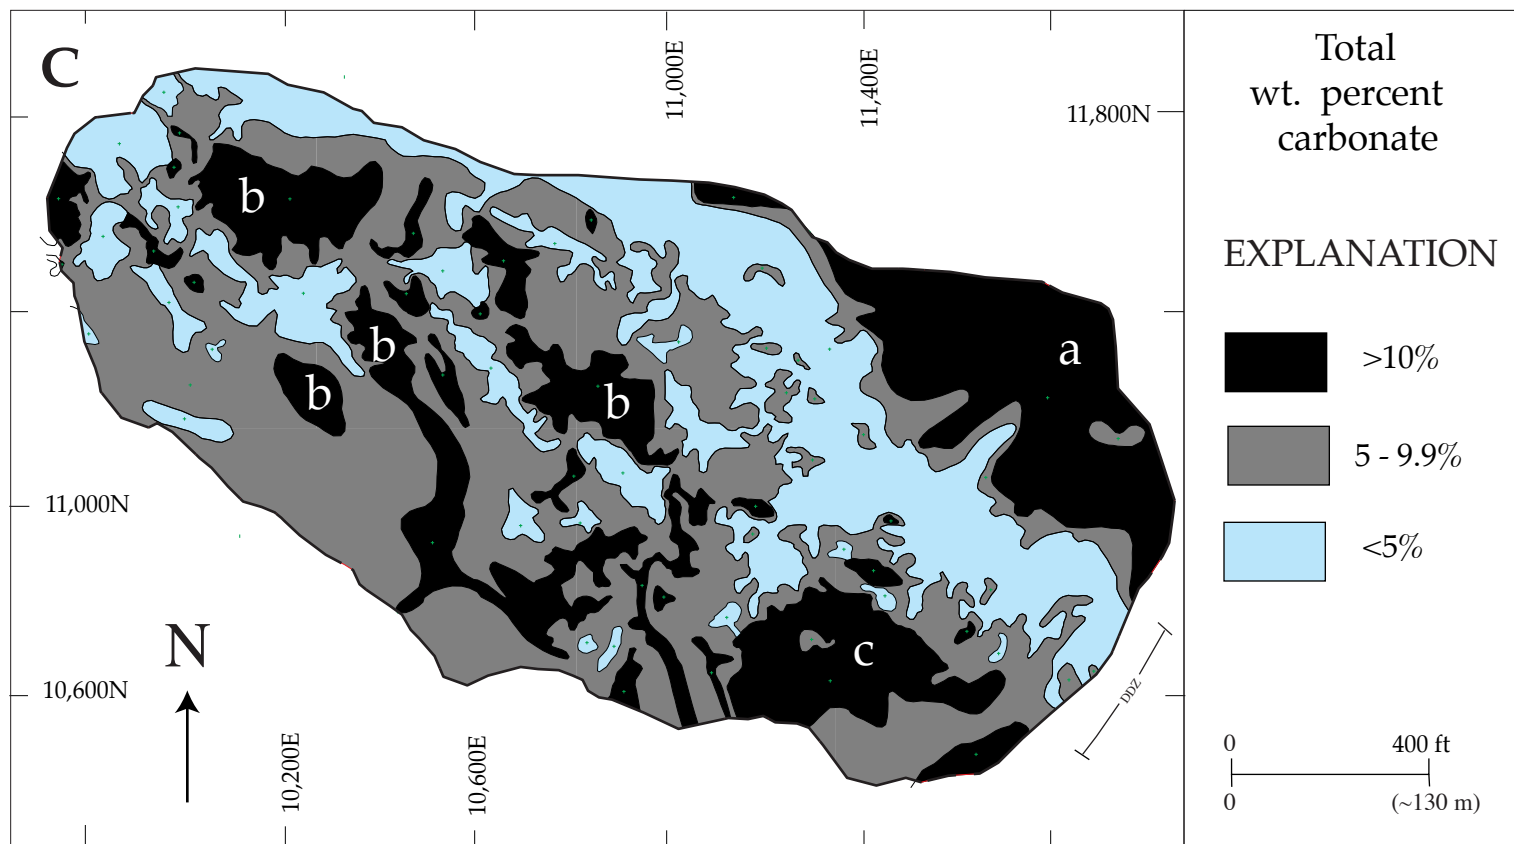 C
11,000E
11,400E
11,800N
Total
wt. percent
carbonate
b
b
b
b
a
c
EXPLANATION
>10%
5 - 9.9%
<5%
11,000N
N
10,600N
10,200E
10,600E
DDZ
0 400 ft
0 (~130 m)